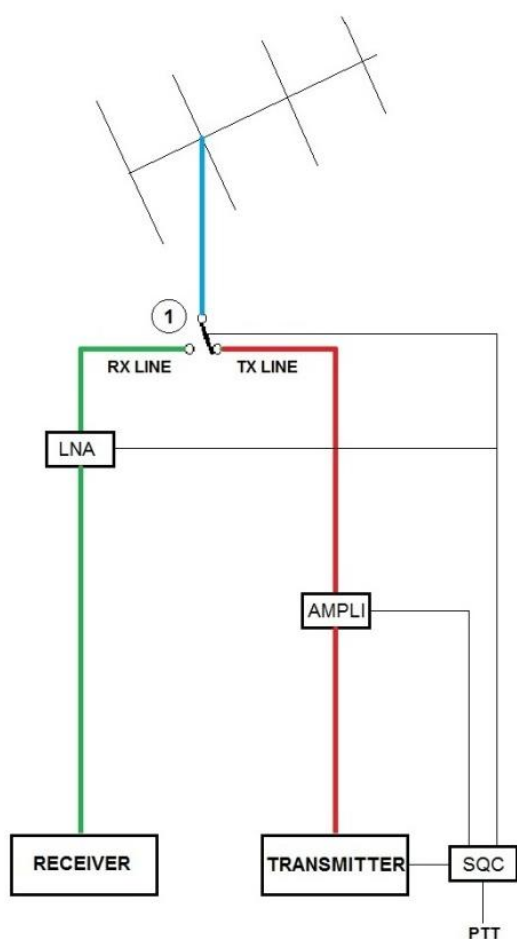 1
RX LINE
TX LINE
LNA
AMPLI
RECEIVER
TRANSMITTER
SQC
PTT